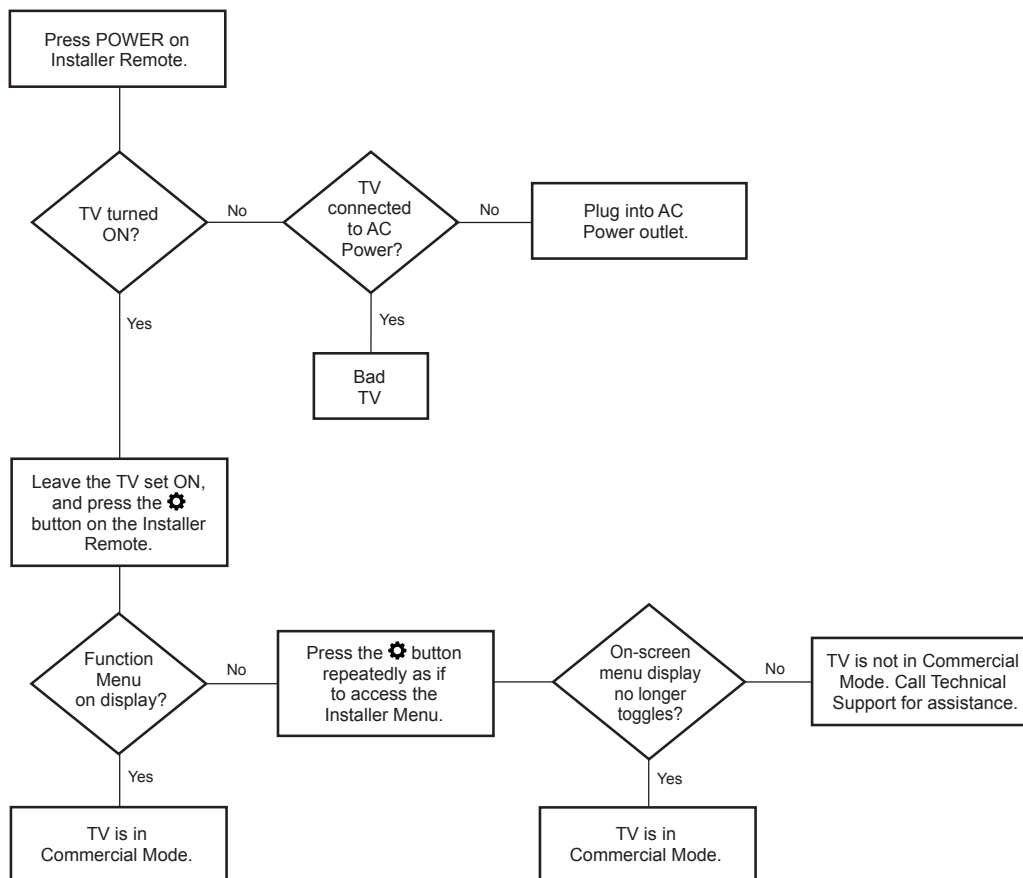 Press POWER on
Installer Remote.
TV turned
ON?
No
TV
connected
to AC
Power?
No
Plug into AC
Power outlet.
Yes
Yes
Bad
TV
Leave the TV set ON,
and press the
button on the Installer
Remote.
Function
Menu
on display?
No
Press the button
repeatedly as if
to access the
Installer Menu.
On-screen
menu display
no longer
toggles?
No
TV is not in Commercial
Mode. Call Technical
Support for assistance.
Yes
Yes
TV is in
Commercial Mode.
TV is in
Commercial Mode.